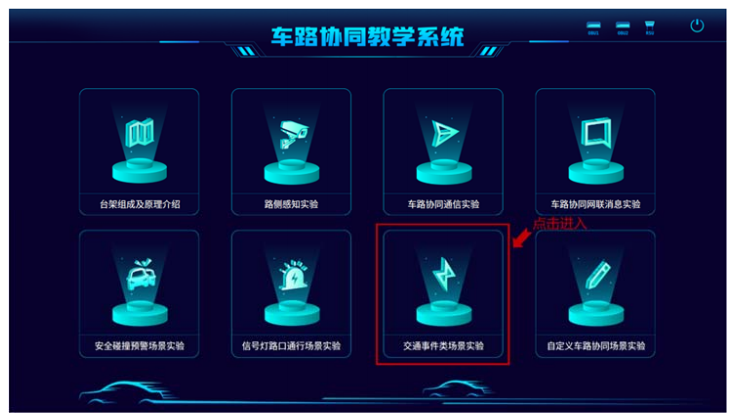 车路协同教学系统
台架组成及原理介绍
路侧感知实验
车路协同通信实验
车路协同网联消息实验
点击进入
安全碰撞预警场景实验
信号灯路口通行场景实验
交通事件类场景实验
自定义车路协同场景实验